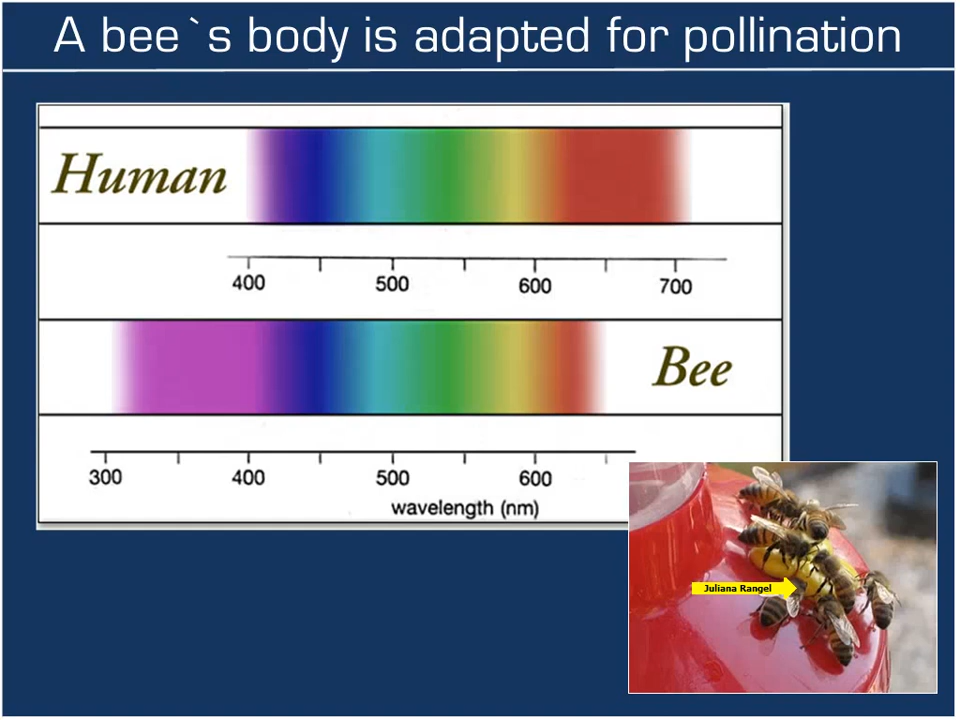 A bee`s body is adapted for pollination
Human
400 500 600 700
Bee
300 400 500 600
wavelength (nm)
Juliana Rangel